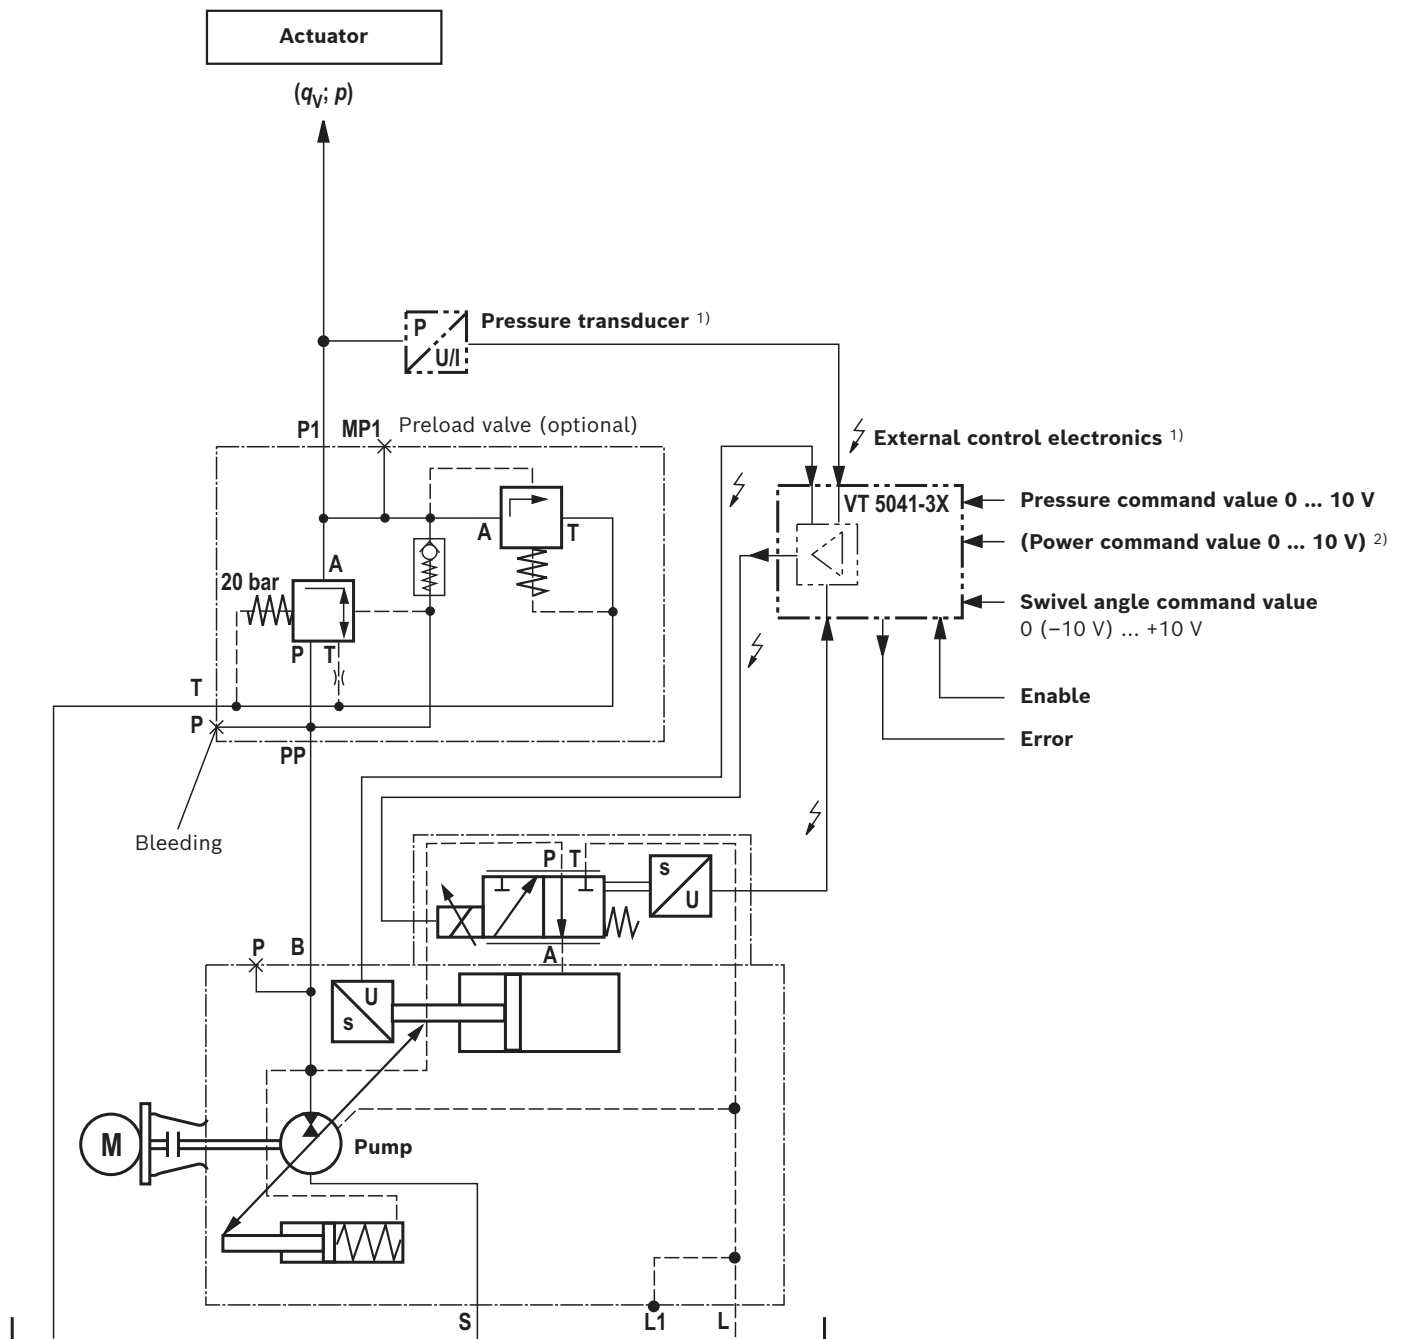 Actuator
(qV; p)
P
U/I
Pressure transducer 1)
P1
MP1
Preload valve (optional)
External control electronics 1)
VT 5041-3X
Pressure command value 0 ... 10 V
(Power command value 0 ... 10 V) 2)
Swivel angle command value
0 (–10 V) ... +10 V
Enable
Error
A
T
A
20 bar
P
T
T
P
PP
Bleeding
P
T
s
U
A
P
B
U
s
M
Pump
S
L1
L